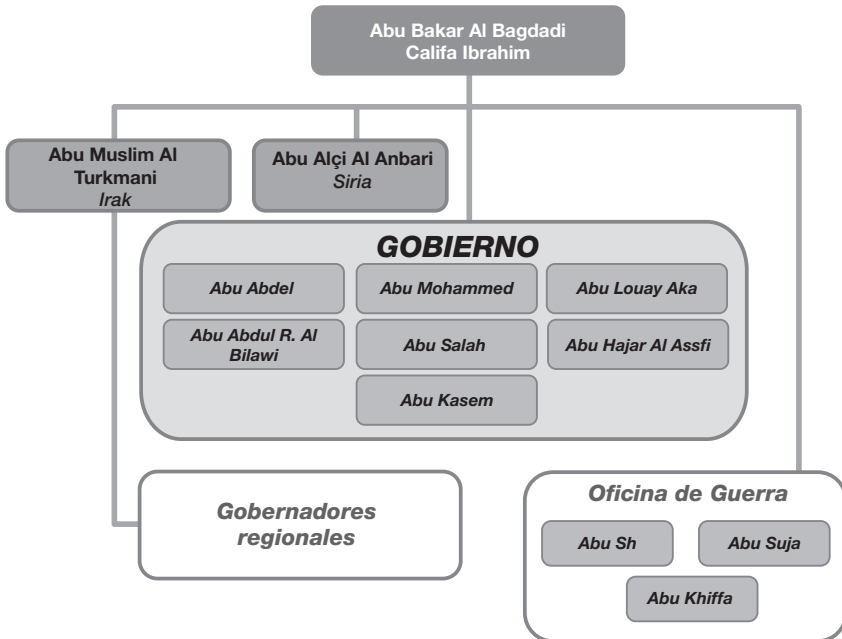 Abu Bakar Al Bagdadi
Califa Ibrahim
Abu Muslim Al
Turkmani
Irak
Abu Alçi Al Anbari
Siria
GOBIERNO
Abu Abdel
Abu Mohammed
Abu Louay Aka
Abu Abdul R. Al
Bilawi
Abu Salah
Abu Hajar Al Assfi
Abu Kasem
Gobernadores
regionales
Oficina de Guerra
Abu Sh
Abu Suja
Abu Khiffa